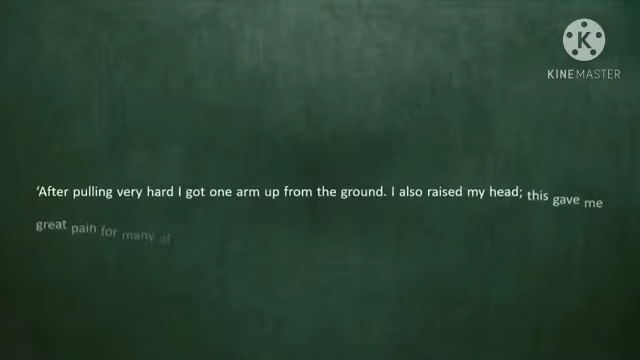 KINEMASTER
‘After pulling very hard I got one arm up from the ground. I also raised my head; this gave me
great pain for many of